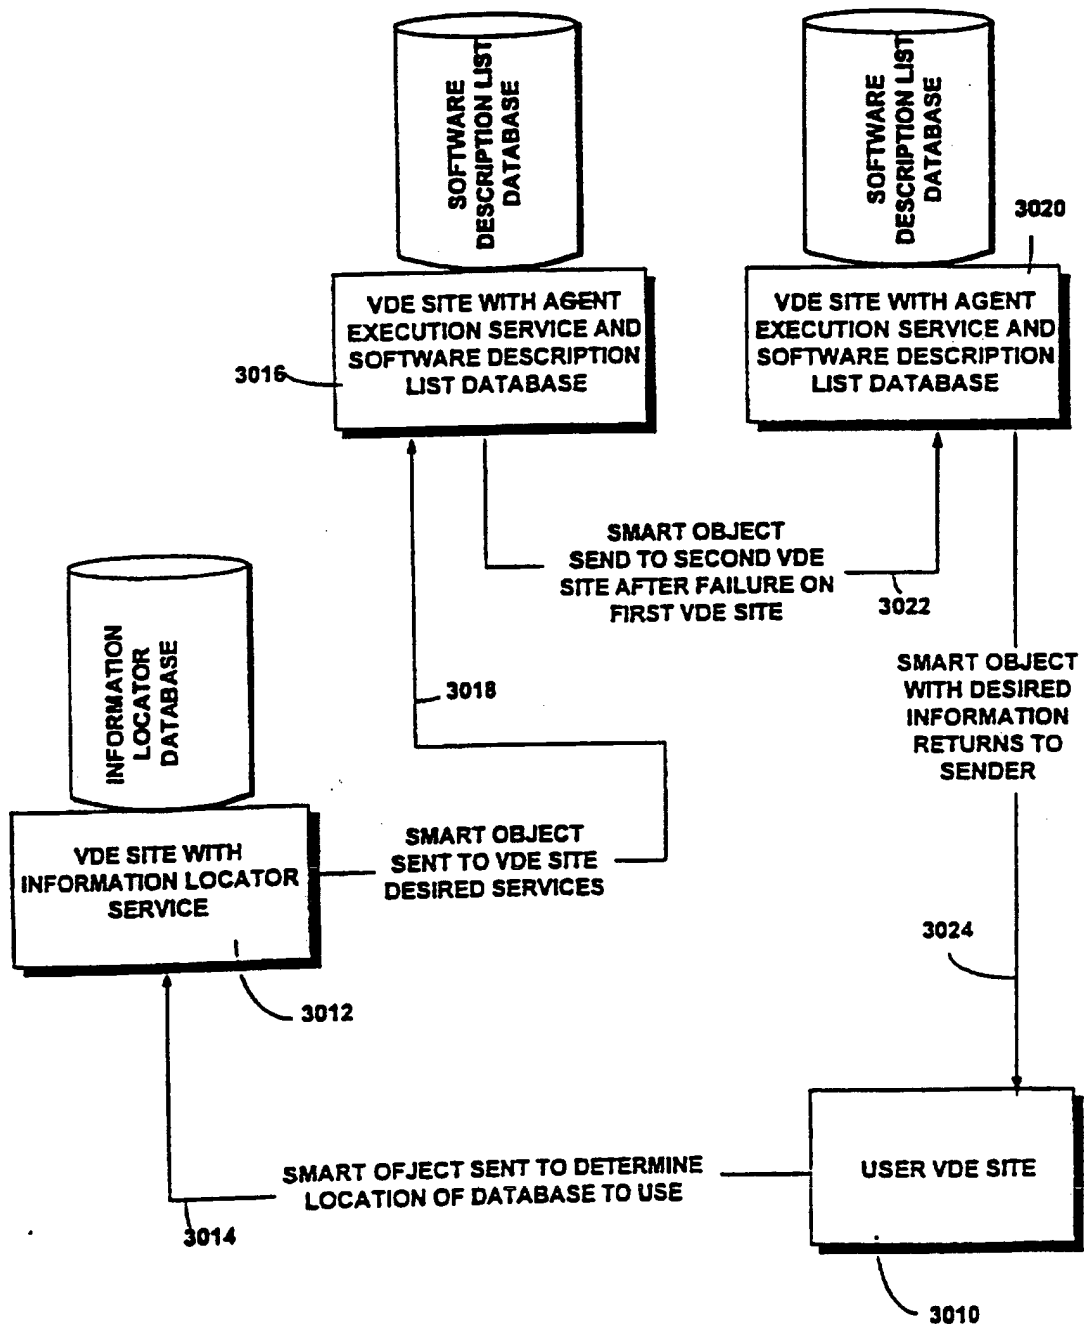 SOFTWARE
DESCRIPTION LIST
DATABASE
SOFTWARE
DESCRIPTION LIST
DATABASE
3020
VDE SITE WITH AGENT
EXECUTION SERVICE AND
SOFTWARE DESCRIPTION
LIST DATABASE
VDE SITE WITH AGENT
EXECUTION SERVICE AND
SOFTWARE DESCRIPTION
LIST DATABASE
3016
SMART OBJECT
SEND TO SECOND VDE
SITE AFTER FAILURE ON
FIRST VDE SITE
3022
INFORMATION
LOCATOR
DATABASE
3018
SMART OBJECT
WITH DESIRED
INFORMATION
RETURNS TO
SENDER
SMART OBJECT
SENT TO VDE SITE
DESIRED SERVICES
VDE SITE WITH
INFORMATION LOCATOR
SERVICE
3024
3012
SMART OFJECT SENT TO DETERMINE
LOCATION OF DATABASE TO USE
USER VDE SITE
3014
3010